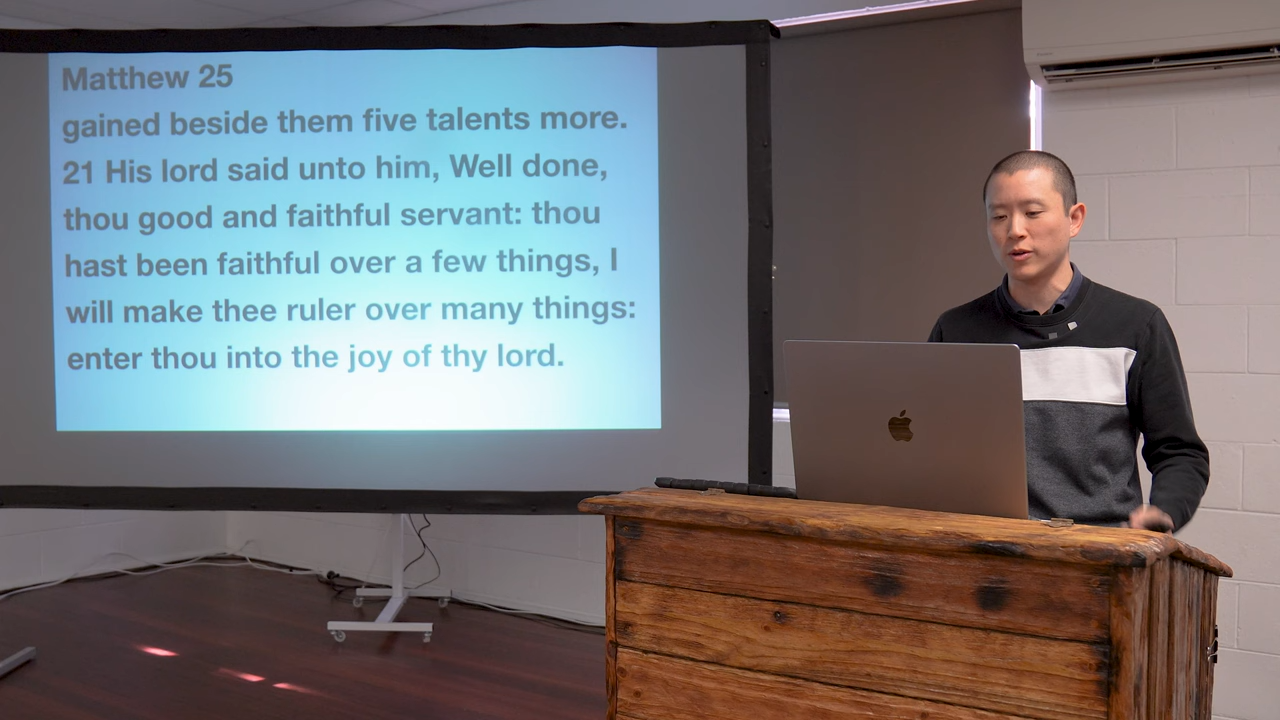 Matthew 25
gained beside them five talents more.
21 His lord said unto him, Well done,
thou good and faithful servant: thou
hast been faithful over a few things, I
will make thee ruler over many things:
enter thou into the joy of thy lord.